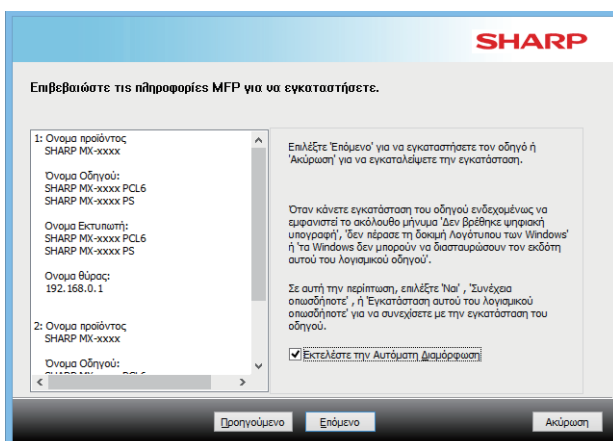 SHARP
Επιβεβαιώστε τις πληροφορίες MFP για να εγκαταστήσετε.
1: Ονομα προϊόντος
SHARP MX-xxxx
Όνομα Οδηγού:
SHARP MX-xxxx PCL6
SHARP MX-xxxx PS
Ονομα Εκτυπωτή:
SHARP MX-xxxx PCL6
SHARP MX-xxxx PS
Ονομα θύρας:
192.168.0.1
2: Ονομα προϊόντος
SHARP MX-xxxx
Όνομα Οδηγού:
Επιλέξτε 'Επόμενο' για να εγκαταστήσετε τον οδηγό ή
'Ακύρωση' για να εγκαταλείψετε την εγκατάσταση.
Όταν κάνετε εγκατάσταση του οδηγού ενδεχομένως να
εμφανιστεί το ακόλουθο μήνυμα 'Δεν βρέθηκε ψηφιακή
υπογραφή', 'δεν πέρασε τη δοκιμή Λογότυπου των Windows'
ή 'τα Windows δεν μπορούν να διασταυρώσουν τον εκδότη
αυτού του λογισμικού οδηγού'.
Σε αυτή την περίπτωση, επιλέξτε 'Ναι' , 'Συνέχεια
οπωσδήποτε' , ή 'Εγκατάσταση αυτού του λογισμικού
οπωσδήποτε' για να συνεχίσετε με την εγκατάσταση του
οδηγού.
Εκτελέστε την Αυτόματη Διαμόρφωση
Προηγούμενο
Επόμενο
Ακύρωση